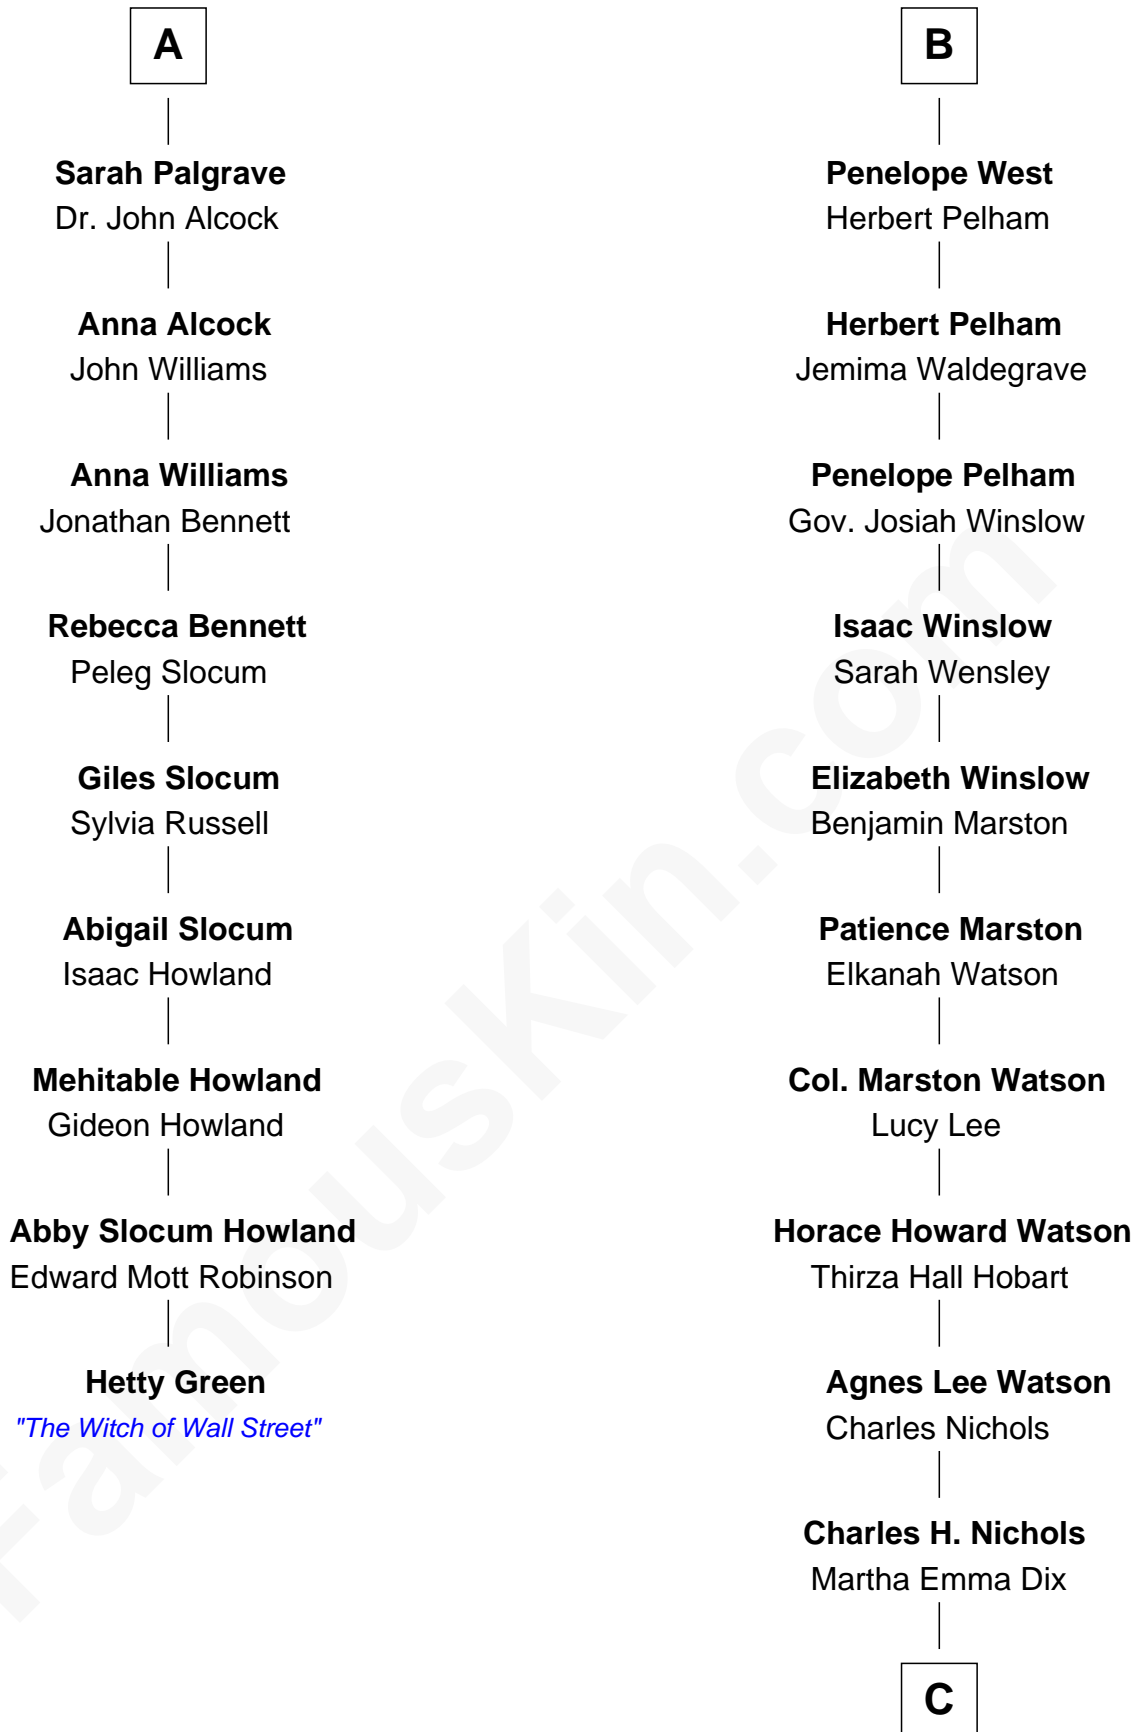 A
Sarah Palgrave
Dr. John Alcock
Anna Alcock
John Williams
Anna Williams
Jonathan Bennett
Rebecca Bennett
Peleg Slocum
Giles Slocum
Sylvia Russell
Abigail Slocum
Isaac Howland
Mehitable Howland
Gideon Howland
Abby Slocum Howland
Edward Mott Robinson
Hetty Green
"The Witch of Wall Street"
B
Penelope West
Herbert Pelham
Herbert Pelham
Jemima Waldegrave
Penelope Pelham
Gov. Josiah Winslow
Isaac Winslow
Sarah Wensley
Elizabeth Winslow
Benjamin Marston
Patience Marston
Elkanah Watson
Col. Marston Watson
Lucy Lee
Horace Howard Watson
Thirza Hall Hobart
Agnes Lee Watson
Charles Nichols
Charles H. Nichols
Martha Emma Dix
C
FamousKin.com